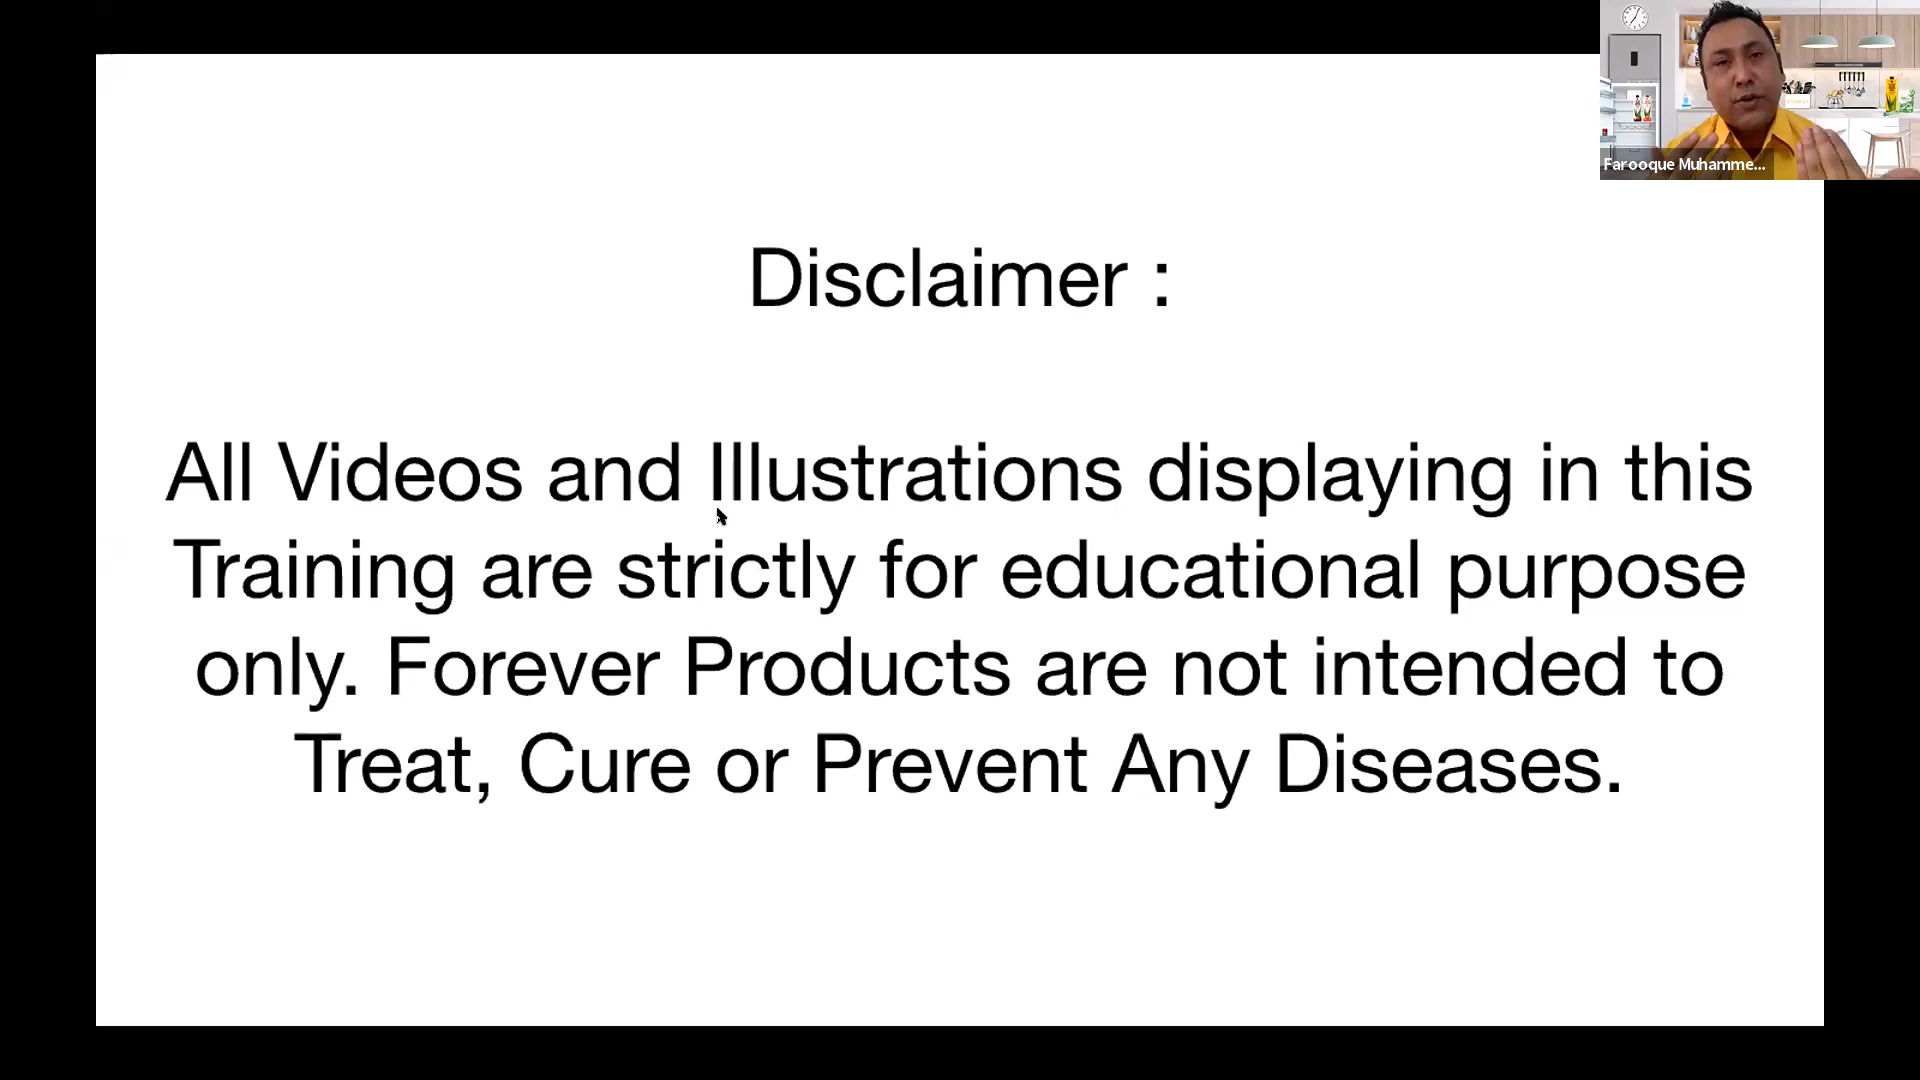 Farooque Muhamme...
Disclaimer :
All Videos and Illustrations displaying in this
Training are strictly for educational purpose
only. Forever Products are not intended to
Treat, Cure or Prevent Any Diseases.